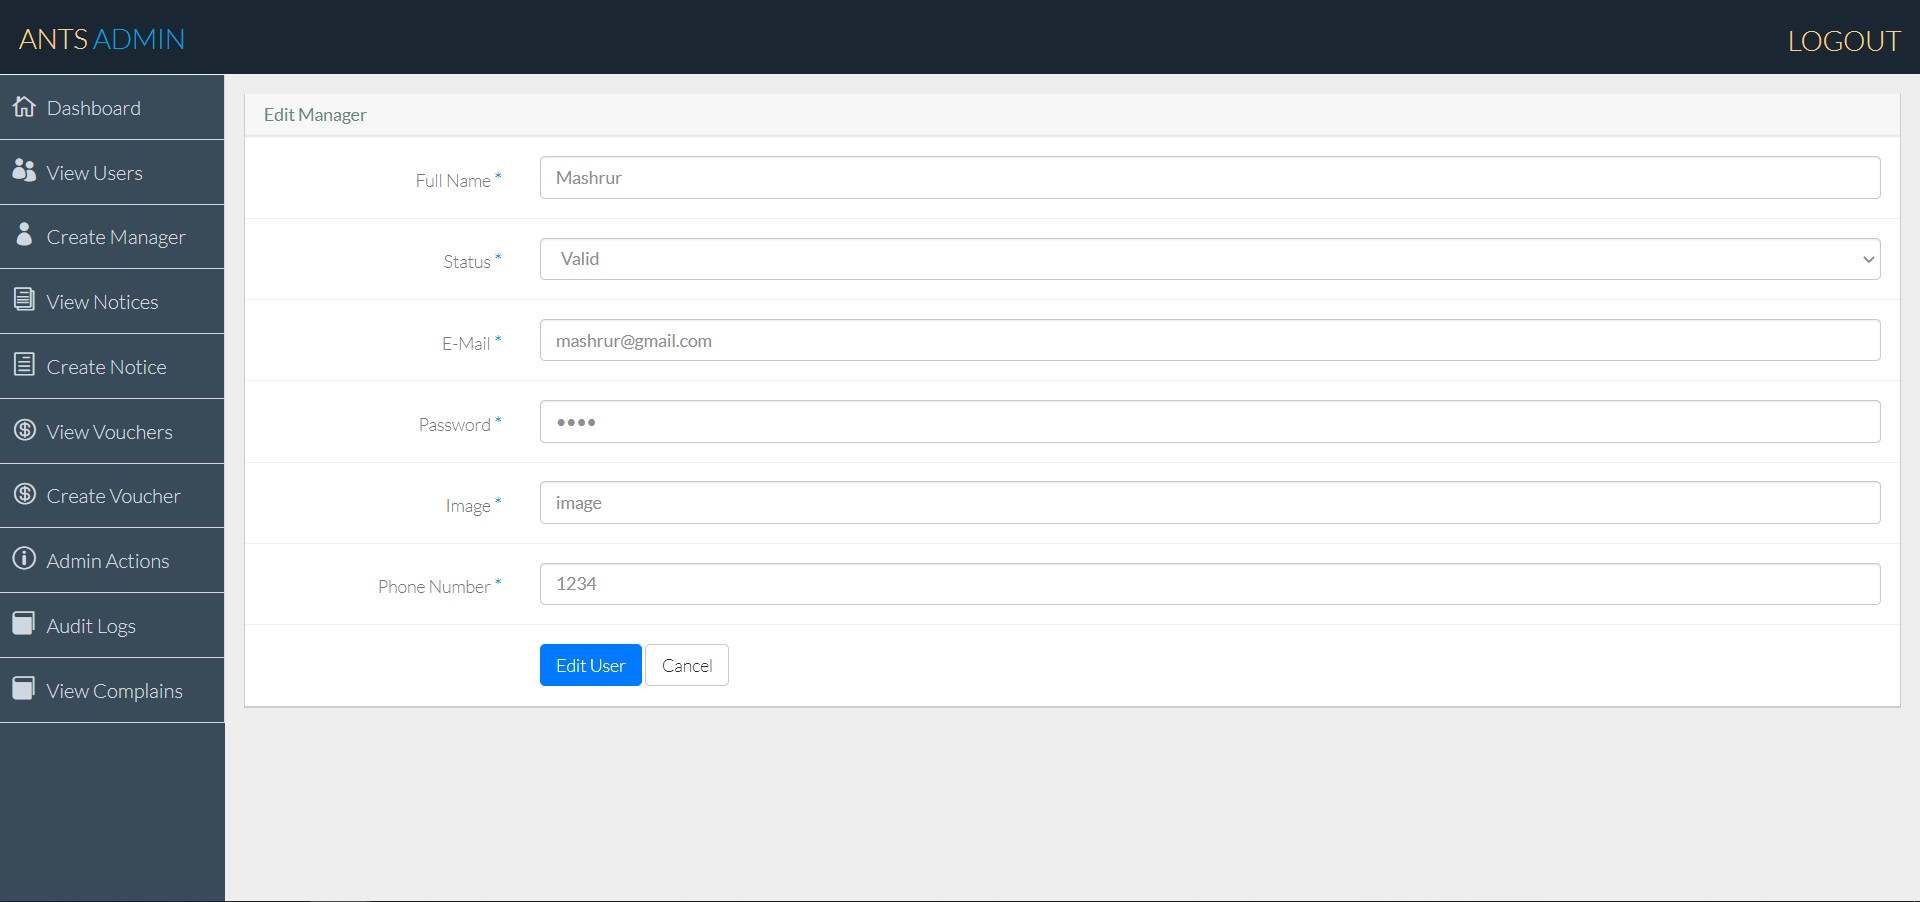 ANTS ADMIN
LOGOUT
Dashboard
View Users
Create Manager
View Notices
Create Notice
View Vouchers
Create Voucher
Admin Actions
Audit Logs
View Complains
Edit Manager
Full Name *
Mashrur
Status *
Valid
E-Mail *
mashrur@gmail.com
Password *
••••
Image *
image
Phone Number *
1234
Edit User
Cancel